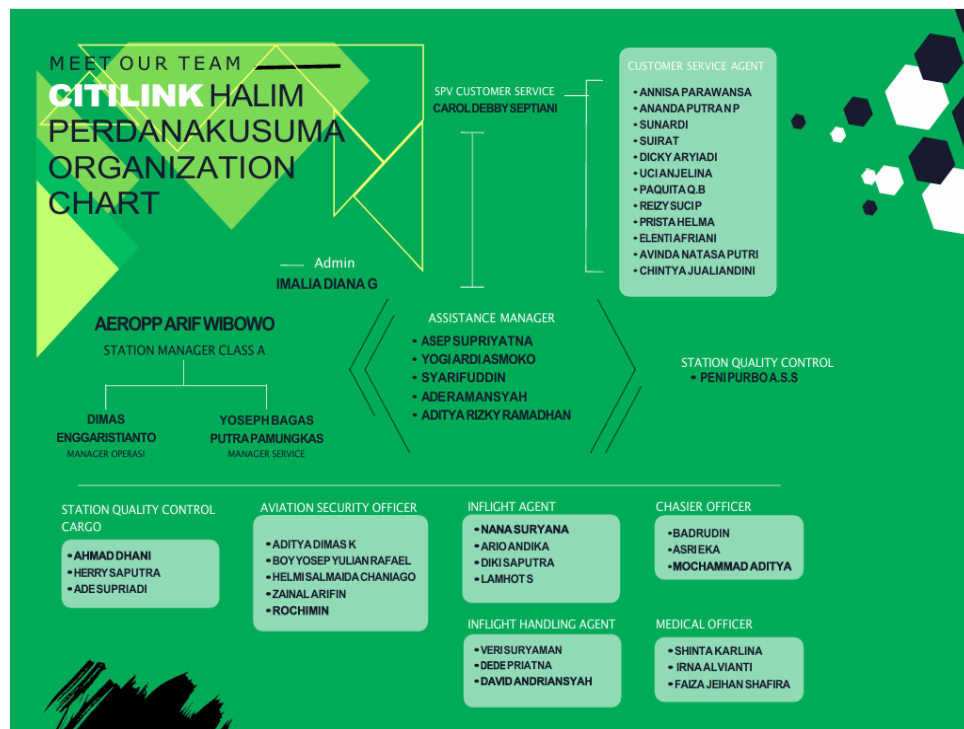 MEET OUR TEAM
CITILINK HALIM
PERDANAKUSUMA
ORGANIZATION
CHART
SPV CUSTOMER SERVICE
CAROL DEBBY SEPTIANI
CUSTOMER SERVICE AGENT
• ANNISA PARAWANSA
• ANANDA PUTRA N P
• SUNARDI
• SUIRAT
• DICKY ARYIADI
• UCI ANJELINA
• PAQUITA Q.B
• REIZY SUCI P
• PRISTA HELMA
• ELENTI AFRIANI
• AVINDA NATASA PUTRI
• CHINTYA JUALIANDINI
Admin
IMALIA DIANA G
AEROPP ARIF WIBOWO
STATION MANAGER CLASS A
DIMAS
ENGGARISTIANTO
MANAGER OPERASI
YOSEPH BAGAS
PUTRA PAMUNGKAS
MANAGER SERVICE
ASSISTANCE MANAGER
• ASEP SUPRIYATNA
• YOGI ARDI ASMOKO
• SYARIFUDDIN
• ADE RAMANSYAH
• ADITYA RIZKY RAMADHAN
STATION QUALITY CONTROL
• PENI PURBO A.S.S
STATION QUALITY CONTROL
CARGO
• AHMAD DHANI
• HERRY SAPUTRA
• ADE SUPRIADI
AVIATION SECURITY OFFICER
• ADITYA DIMAS K
• BOY YOSEP YULIAN RAFAEL
• HELMI SALMAIDA CHANIAGO
• ZAINAL ARIFIN
• ROCHIMIN
INFLIGHT AGENT
• NANA SURYANA
• ARIO ANDIKA
• DIKI SAPUTRA
• LAMHOT S
CHASIER OFFICER
• BADRUDIN
• ASRI EKA
• MOCHAMMAD ADITYA
INFLIGHT HANDLING AGENT
• VERI SURYAMAN
• DEDE PRIATNA
• DAVID ANDRIANSYAH
MEDICAL OFFICER
• SHINTA KARLINA
• IRNA ALVIANTI
• FAIZA JEIHAN SHAFIRA